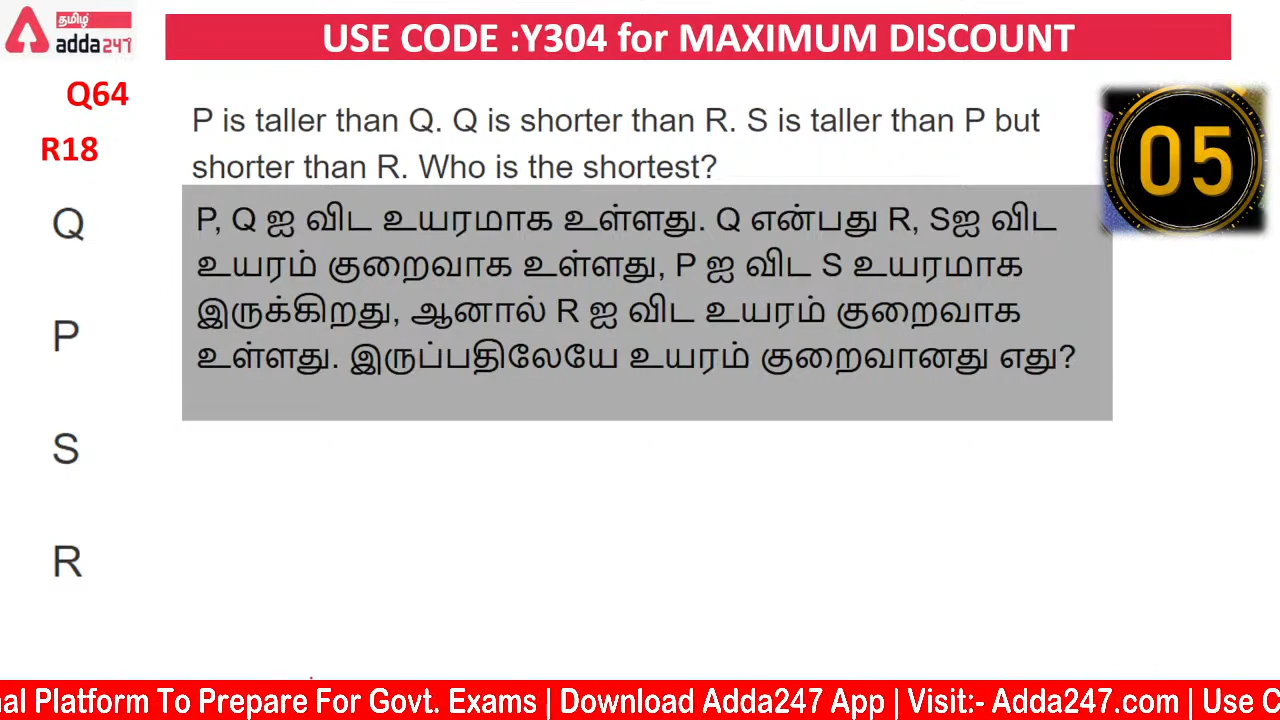 தமிழ்
adda247
USE CODE :Y304 for MAXIMUM DISCOUNT
Q64
R18
P is taller than Q. Q is shorter than R. S is taller than P but
shorter than R. Who is the shortest?
05
P, Q ஐ விட உயரமாக உள்ளது. Q என்பது R, Sஐ விட
உயரம் குறைவாக உள்ளது, P ஐ விட S உயரமாக
இருக்கிறது, ஆனால் R ஐ விட உயரம் குறைவாக
உள்ளது. இருப்பதிலேயே உயரம் குறைவானது எது?
Q
P
S
R
nal Platform To Prepare For Govt. Exams | Download Adda247 App | Visit:- Adda247.com | Use C